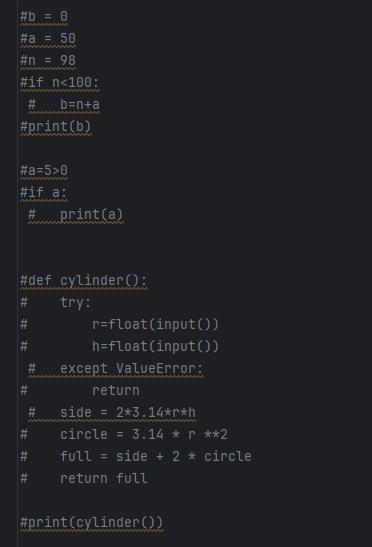 #b = 0
#a = 50
#n = 98
#if n<100:
 #   b=n+a
#print(b)

#a=5>0
#if a:
 #   print(a)


#def cylinder():
#    try:
#        r=float(input())
#        h=float(input())
 #   except ValueError:
#        return
 #   side = 2*3.14*r*h
#    circle = 3.14 * r **2
#    full = side + 2 * circle
#    return full

#print(cylinder())